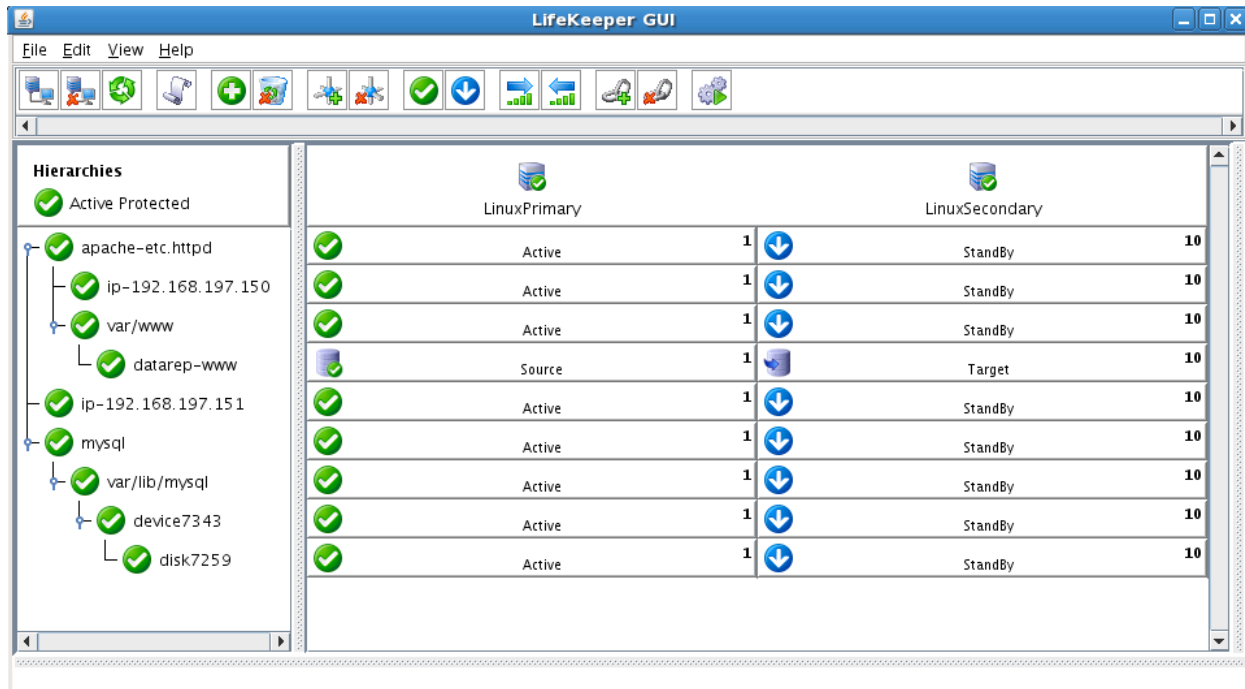 LifeKeeper GUI
File Edit View Help
Hierarchies
Active Protected
LinuxPrimary LinuxSecondary
apache-etc.httpd Active 1 StandBy 10
ip-192.168.197.150 Active 1 StandBy 10
var/www Active 1 StandBy 10
datarep-www Source 1 Target 10
ip-192.168.197.151 Active 1 StandBy 10
mysql Active 1 StandBy 10
var/lib/mysql Active 1 StandBy 10
device7343 Active 1 StandBy 10
disk7259 Active 1 StandBy 10